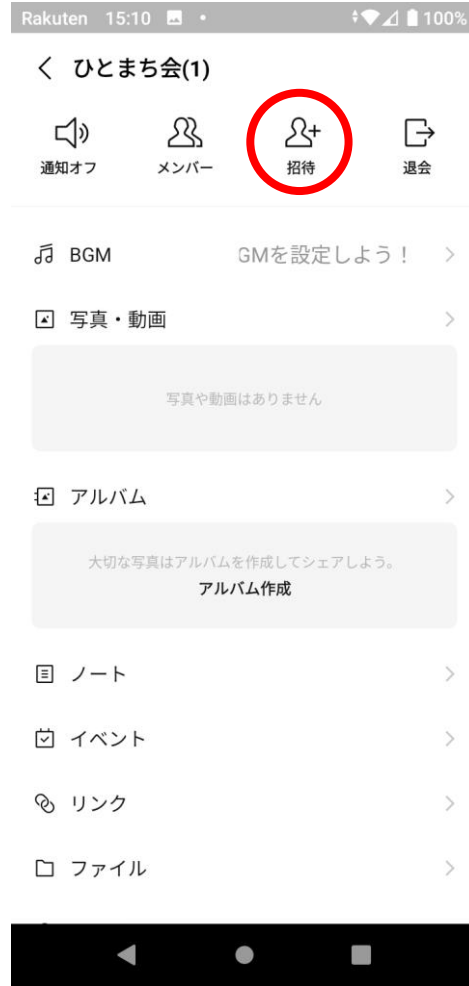 Rakuten 15:10 100%
ひとまち会(1)
通知オフ メンバー 招待 退会
BGM GMを設定しよう！
写真・動画
写真や動画はありません
アルバム
大切な写真はアルバムを作成してシェアしよう。
アルバム作成
ノート
イベント
リンク
ファイル